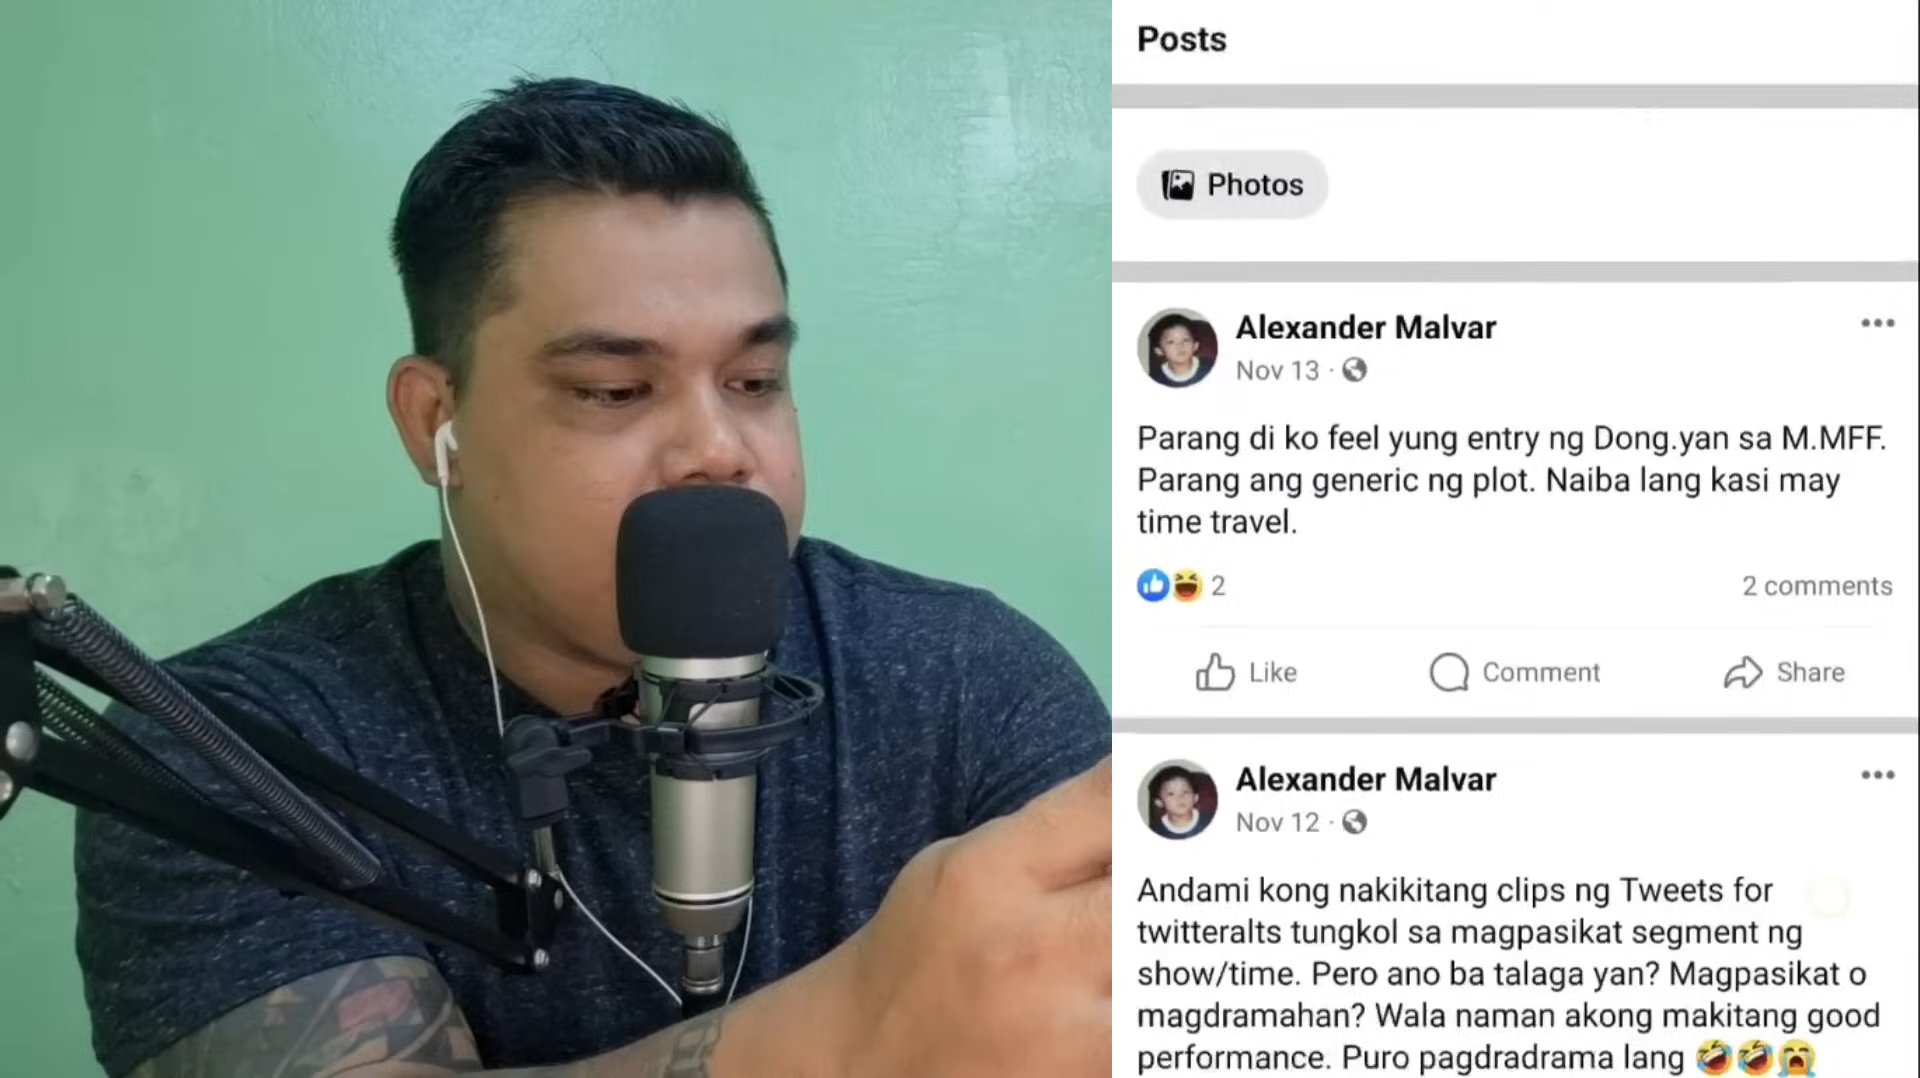 Posts
Photos
Alexander Malvar
Nov 13 ·
Parang di ko feel yung entry ng Dong.yan sa M.MFF.
Parang ang generic ng plot. Naiba lang kasi may
time travel.
2
2 comments
Like
Comment
Share
Alexander Malvar
Nov 12 ·
Andami kong nakikitang clips ng Tweets for
twitteralts tungkol sa magpasikat segment ng
show/time. Pero ano ba talaga yan? Magpasikat o
magdramahan? Wala naman akong makitang good
performance. Puro pagdradrama lang 🤣🤣😭